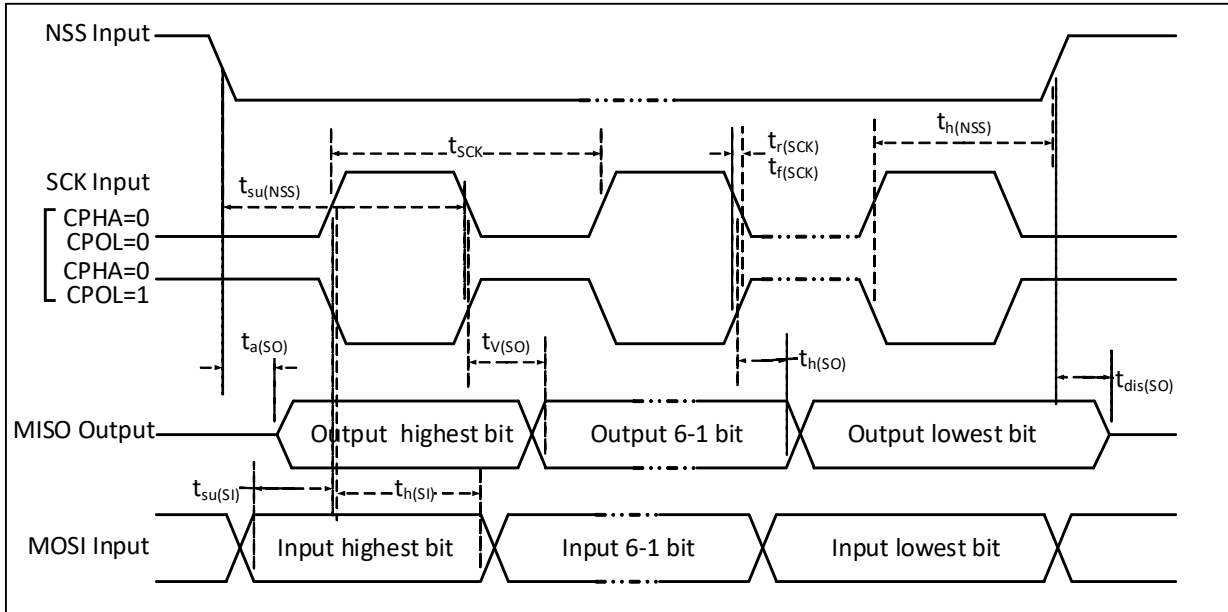 NSS Input
tSCK
tr(SCK)
tf(SCK)
th(NSS)
SCK Input
tsu(NSS)
CPHA=0
CPOL=0
CPHA=0
CPOL=1
ta(SO)
tV(SO)
th(SO)
tdis(SO)
MISO Output
Output highest bit
Output 6-1 bit
Output lowest bit
tsu(SI)
th(SI)
MOSI Input
Input highest bit
Input 6-1 bit
Input lowest bit